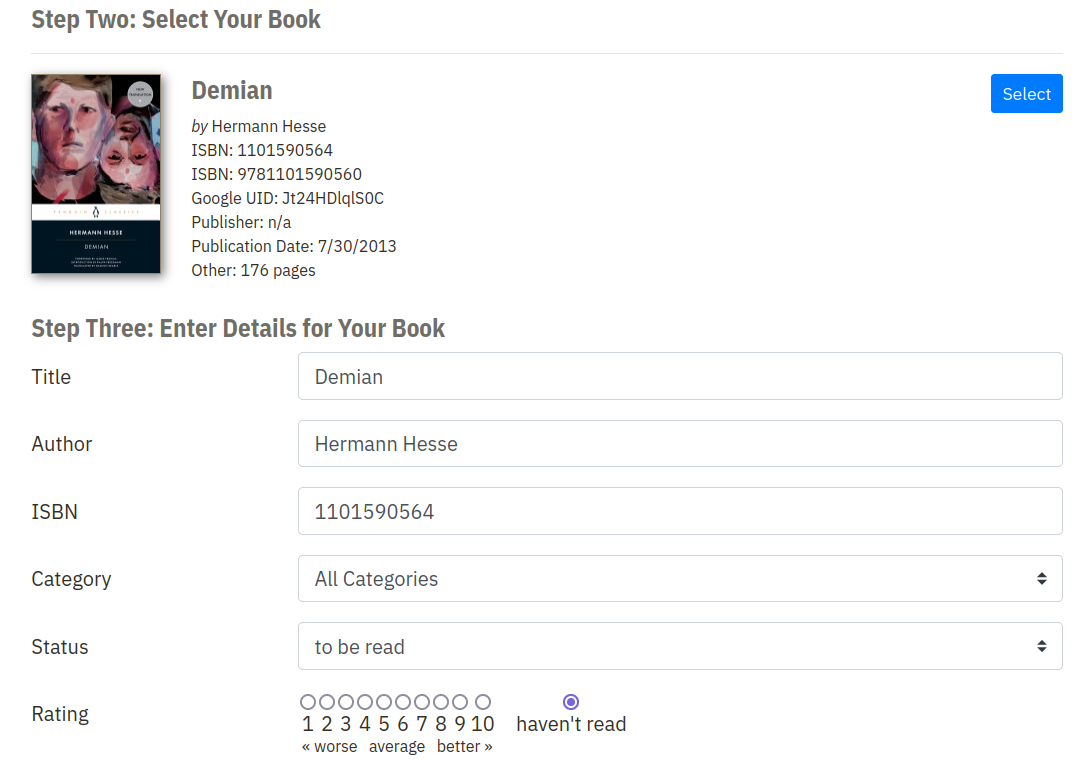 Step Two: Select Your Book
Demian
Select
by Hermann Hesse
ISBN: 1101590564
ISBN: 9781101590560
Google UID: Jt24HDlqlS0C
Publisher: n/a
Publication Date: 7/30/2013
Other: 176 pages
PENGUIN CLASSICS
HERMANN HESSE
DEMIAN
Step Three: Enter Details for Your Book
Title
Demian
Author
Hermann Hesse
ISBN
1101590564
Category
All Categories
Status
to be read
Rating
1 2 3 4 5 6 7 8 9 10 haven't read
« worse average better »